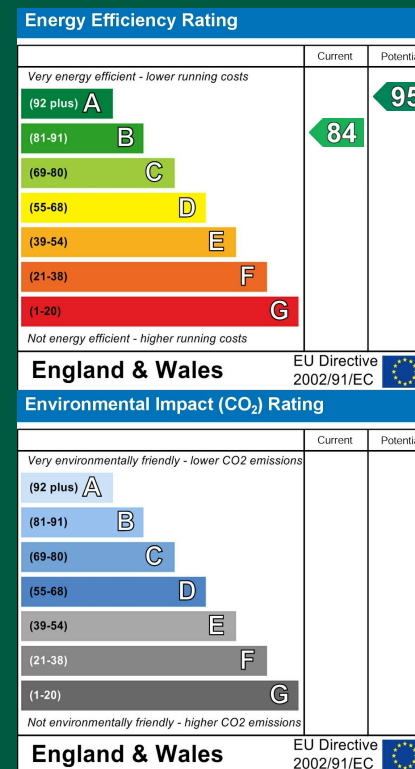 Energy Efficiency Rating
Current Potenti
Very energy efficient - lower running costs
(92 plus) A
95
(81-91) B
84
(69-80) C
(55-68) D
(39-54) E
(21-38) F
(1-20) G
Not energy efficient - higher running costs
England & Wales
EU Directive
2002/91/EC
Environmental Impact (CO₂) Rating
Current Potenti
Very environmentally friendly - lower CO2 emissions
(92 plus) A
(81-91) B
(69-80) C
(55-68) D
(39-54) E
(21-38) F
(1-20) G
Not environmentally friendly - higher CO2 emissions
England & Wales
EU Directive
2002/91/EC